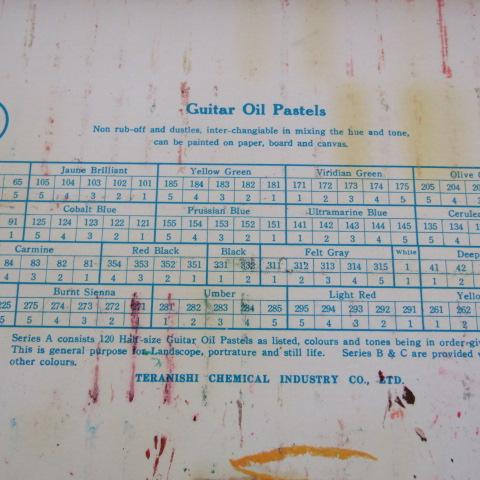 Guitar Oil Pastels
Non rub-off and dustles, inter-changiable in mixing the hue and tone,
can be painted on paper, board and canvas.
Jaune Brilliant Yellow Green Viridian Green Olive
65 105 104 103 102 101 185 184 183 182 181 171 172 173 174 175 205 204
5 5 4 3 2 1 5 4 3 2 1 1 2 3 4 5 5 4
Cobalt Blue Prussian Blue Ultramarine Blue
91 125 124 123 122 121 155 154 153 152 151 141 142 143 144 145 135 134
1 5 4 3 2 1 5 4 3 2 1 1 2 3 4 5 5 4
Carmine Red Black Black Felt Gray White Deep
84 83 82 81 354 353 352 351 331 332 311 312 313 314 315 1 41 42
4 3 2 1 4 3 2 1 1 2 1 2 3 4 5 1 1 2
Burnt Sienna Umber Light Red
275 274 273 272 271 281 282 283 284 285 295 294 293 292 291 261 262
5 5 4 3 2 1 1 2 3 4 5 5 4 3 2 1 1 2
Series A consists 120 Half-size Guitar Oil Pastels as listed, colours and tones being in order
This is general purpose for Landscope, portrature and still life. Series B & C are provided
other colours.
TERANISHI CHEMICAL INDUSTRY CO., LTD.